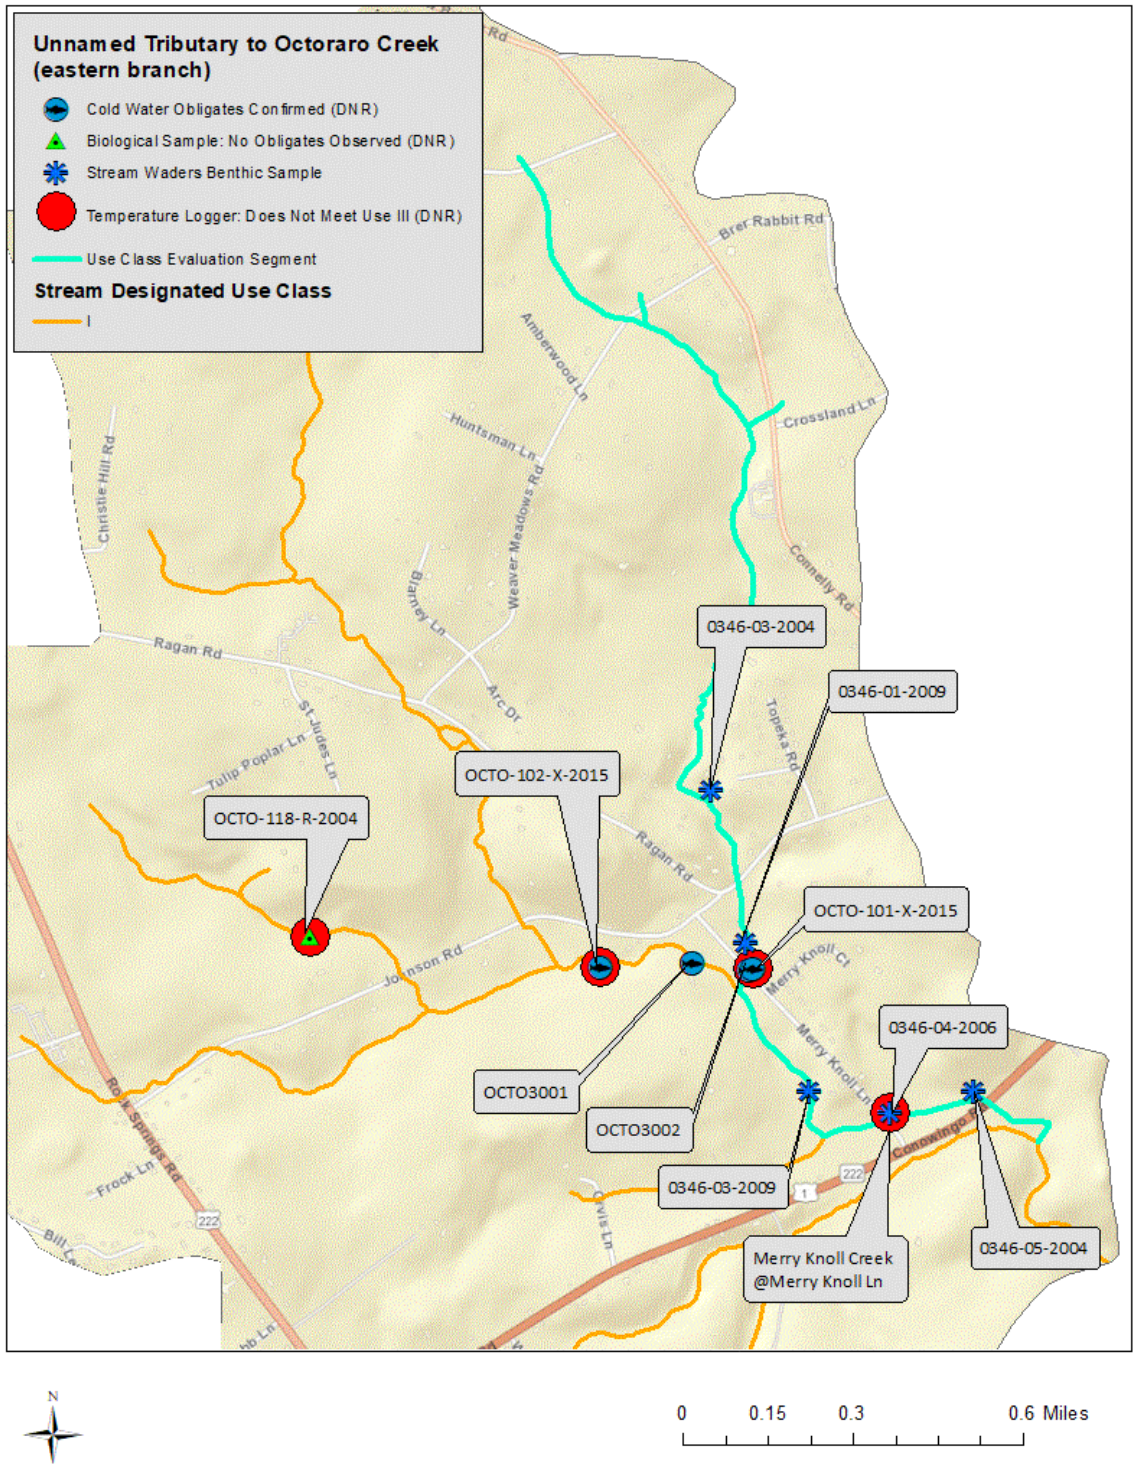 Unnamed Tributary to Octoraro Creek
(eastern branch)
Cold Water Obligates Confirmed (DNR)
Biological Sample: No Obligates Observed (DNR)
Stream Waders Benthic Sample
Temperature Logger: Does Not Meet Use III (DNR)
Use Class Evaluation Segment
Stream Designated Use Class
I
Rd
Brer Rabbit Rd
Amberwood Ln
Crossland Ln
Huntsman Ln
Christie Hill Rd
Weaver Meadows Rd
Connelly Rd
Blarney Ln
0346-03-2004
Ragan Rd
0346-01-2009
Arc Dr
St Judes Ln
Topeka Rd
Tulip Poplar Ln
OCTO-102-X-2015
OCTO-118-R-2004
Ragan Rd
OCTO-101-X-2015
Johnson Rd
Merry Knoll Ct
0346-04-2006
Merry Knoll Ln
OCTO3001
OCTO3002
Conowingo Rd
Rock Springs Rd
Frock Ln
0346-03-2009
222
1
222
Orvis Ln
Bill
0346-05-2004
Merry Knoll Creek
@Merry Knoll Ln
Ln
N
0 0.15 0.3 0.6 Miles